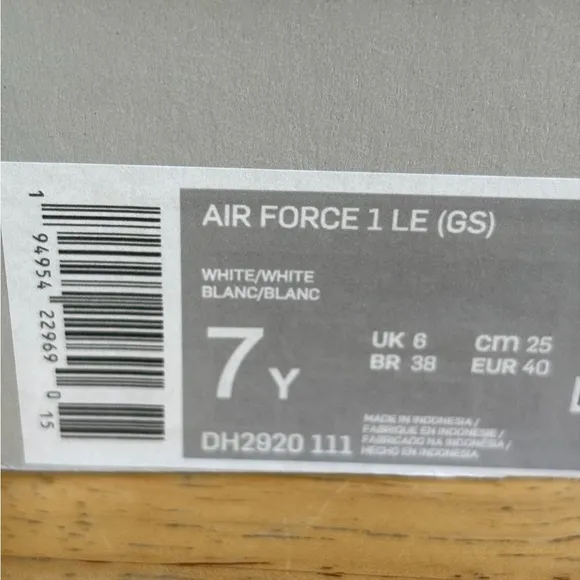 AIR FORCE 1 LE (GS)
WHITE/WHITE
BLANC/BLANC
7 Y
UK 6 cm 25
BR 38 EUR 40
DH2920 111
MADE IN INDONESIA /
FABRIQUE EN INDONESIE /
FABRICADO NA INDONESIA /
HECHO EN INDONESIA
1 94954 22969 0 15